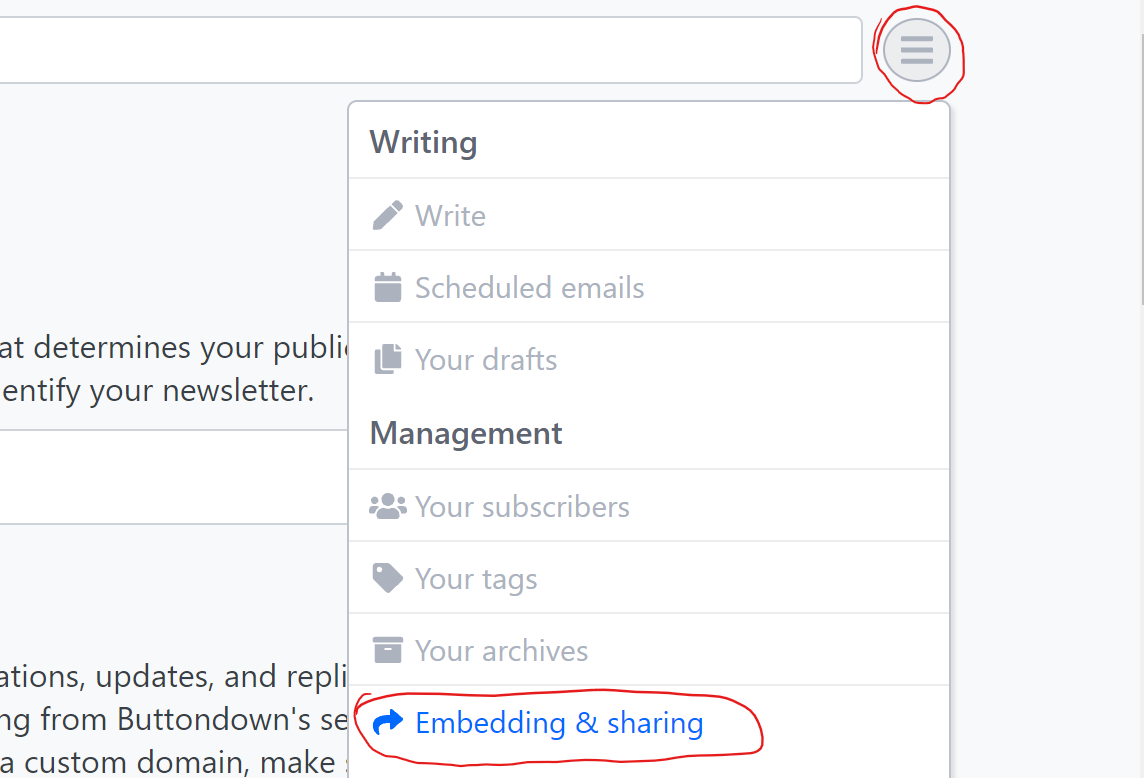 Writing
Write
Scheduled emails
Your drafts
at determines your public
entify your newsletter.
Management
Your subscribers
Your tags
Your archives
ations, updates, and repli
ng from Buttondown's se
Embedding & sharing
a custom domain, make